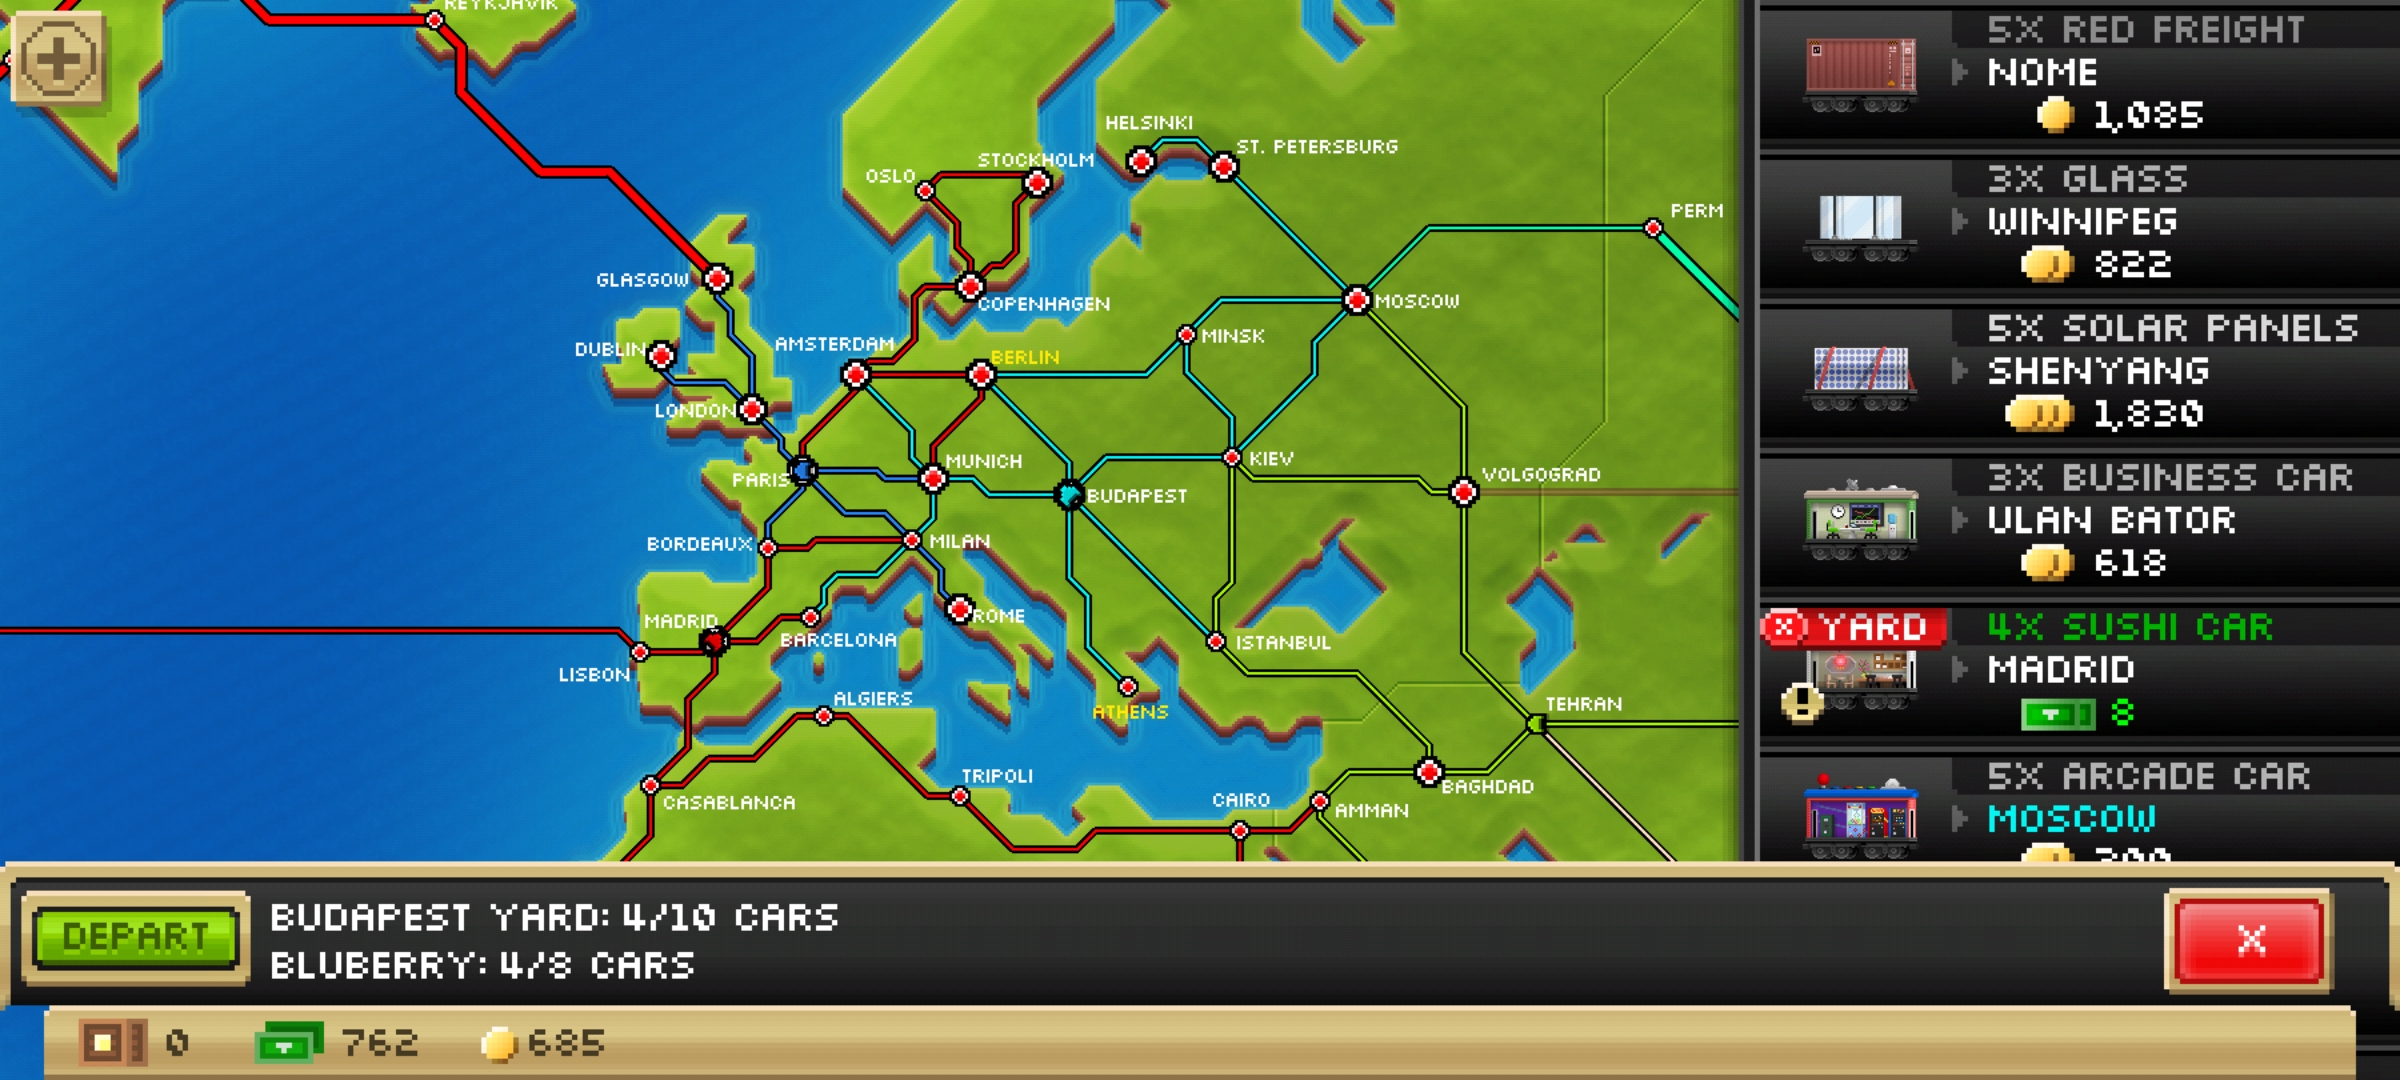 REYKJAVIK
HELSINKI
ST. PETERSBURG
STOCKHOLM
OSLO
PERM
GLASGOW
COPENHAGEN
MOSCOW
MINSK
AMSTERDAM
DUBLIN
BERLIN
LONDON
MUNICH
KIEV
PARIS
VOLGOGRAD
BUDAPEST
BORDEAUX
MILAN
MADRID
ROME
BARCELONA
ISTANBUL
LISBON
ALGIERS
ATHENS
TEHRAN
TRIPOLI
BAGHDAD
CASABLANCA
CAIRO
AMMAN
5X RED FREIGHT
NOME
1,085
3X GLASS
WINNIPEG
822
5X SOLAR PANELS
SHENYANG
1,830
3X BUSINESS CAR
ULAN BATOR
618
YARD
4X SUSHI CAR
MADRID
8
5X ARCADE CAR
MOSCOW
DEPART
BUDAPEST YARD: 4/10 CARS
BLUBERRY: 4/8 CARS
X
0
762
685